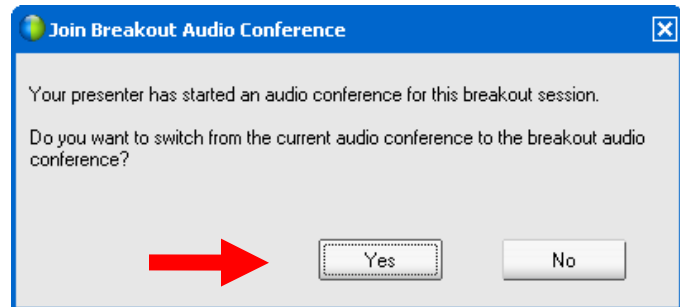 Join Breakout Audio Conference
Your presenter has started an audio conference for this breakout session.
Do you want to switch from the current audio conference to the breakout audio
conference?
Yes No